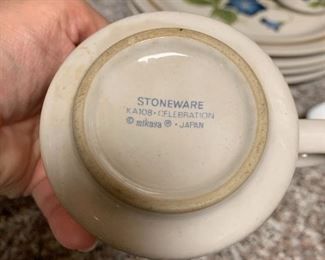 STONEWARE
KA108 • CELEBRATION
© mikasa ® • JAPAN